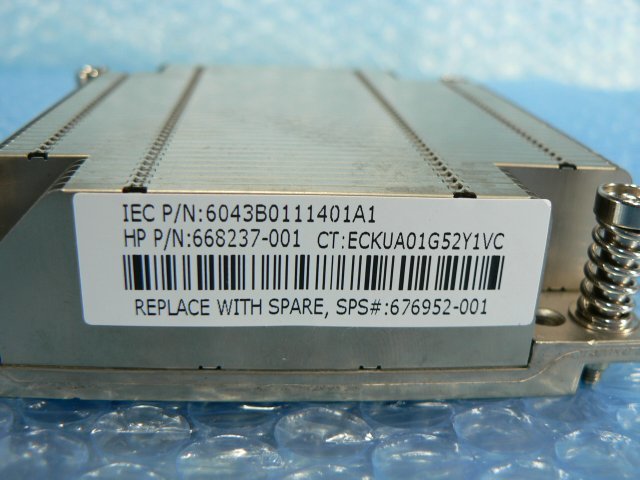 IEC P/N:6043B0111401A1
HP P/N:668237-001 CT:ECKUA01G52Y1VC
REPLACE WITH SPARE, SPS#:676952-001